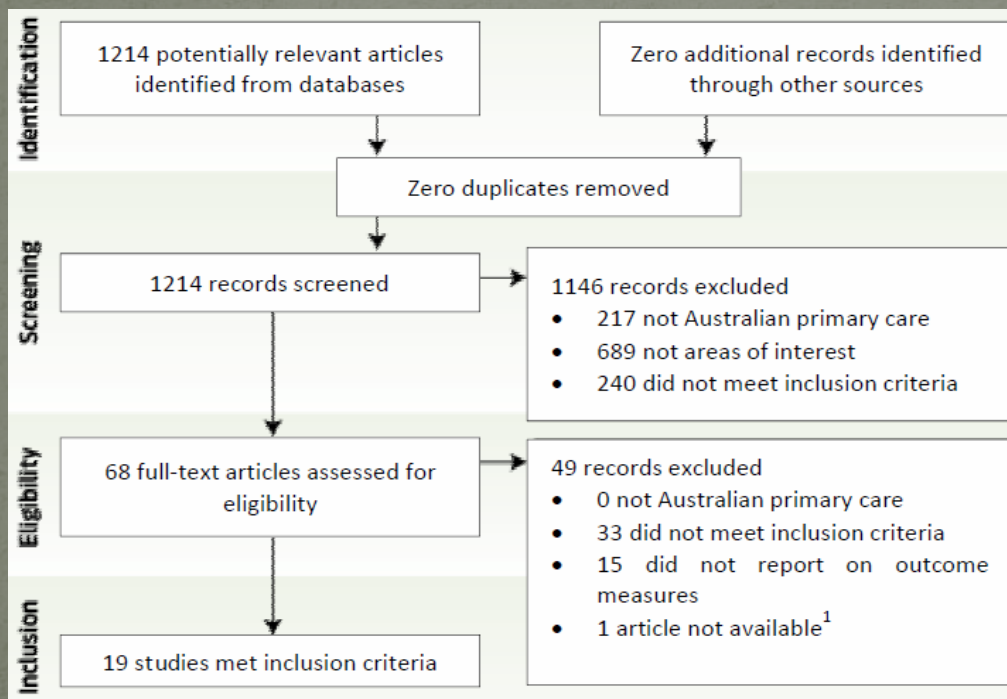 Identification
1214 potentially relevant articles
identified from databases
Zero additional records identified
through other sources
Zero duplicates removed
Screening
1214 records screened
1146 records excluded
• 217 not Australian primary care
• 689 not areas of interest
• 240 did not meet inclusion criteria
Eligibility
68 full-text articles assessed for
eligibility
49 records excluded
• 0 not Australian primary care
• 33 did not meet inclusion criteria
• 15 did not report on outcome
measures
• 1 article not available¹
Inclusion
19 studies met inclusion criteria